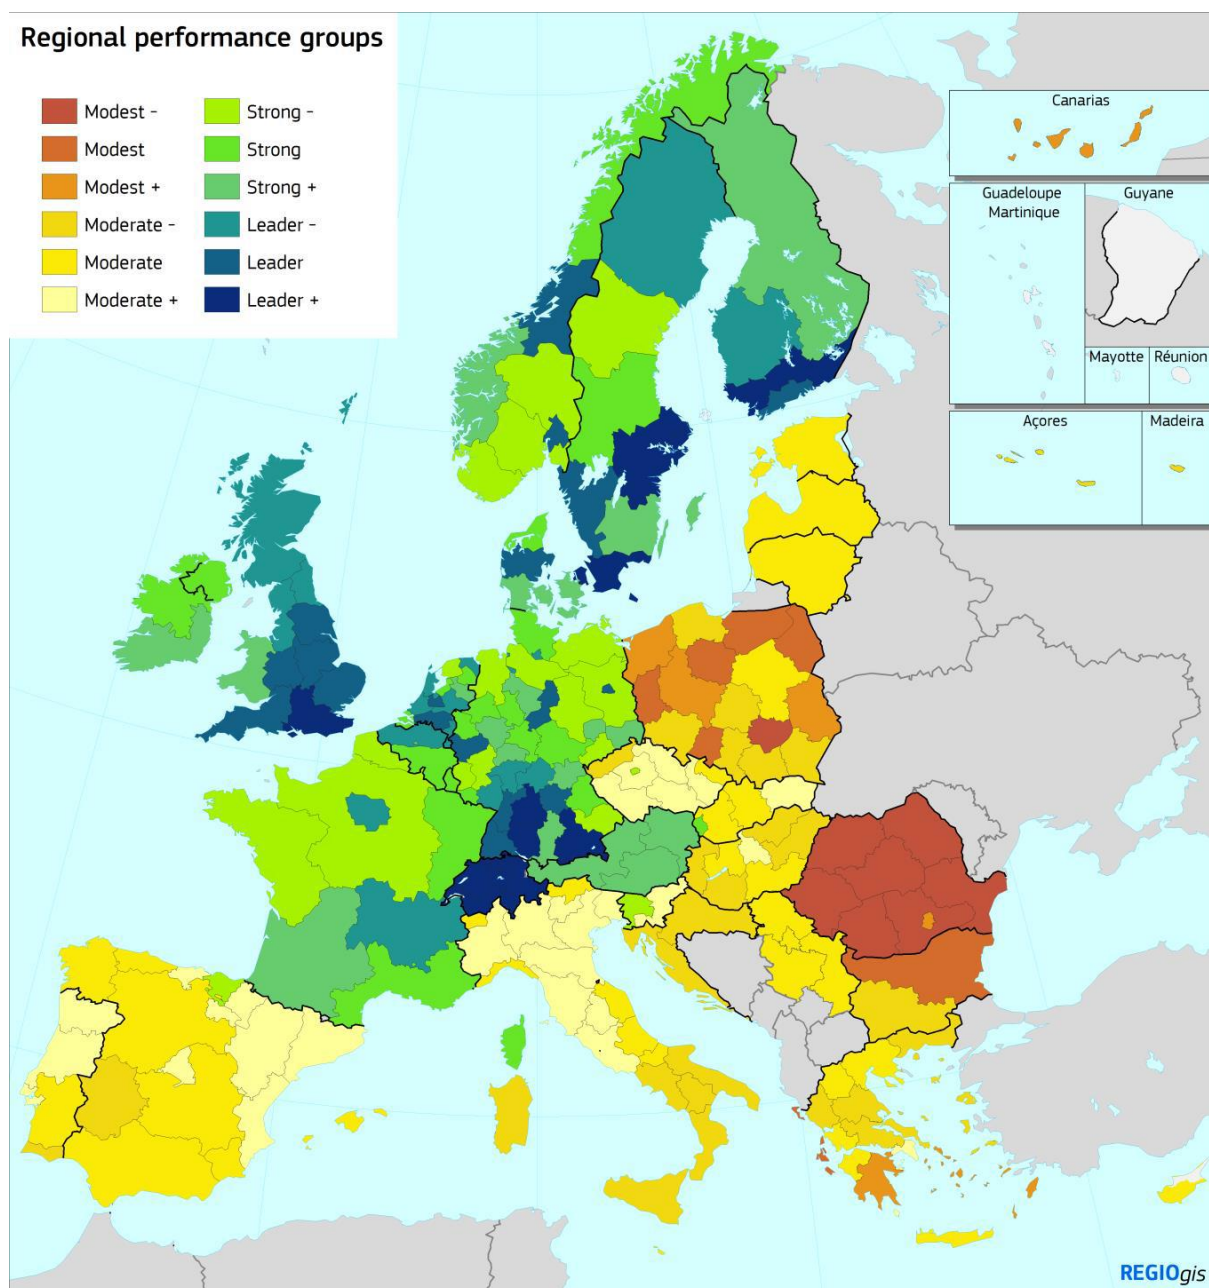 Regional performance groups
Modest -
Modest
Modest +
Moderate -
Moderate
Moderate +
Strong -
Strong
Strong +
Leader -
Leader
Leader +
Canarias
Guadeloupe
Martinique
Guyane
Mayotte
Réunion
Açores
Madeira
REGIOgis